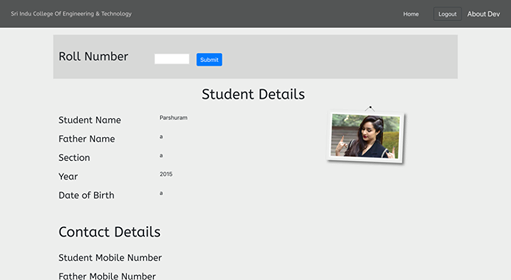 Sri Indu College Of Engineering & Technology Home Logout About Dev
Roll Number Submit
Student Details
Student Name Parshuram
Father Name a
Section a
Year 2015
Date of Birth a
Contact Details
Student Mobile Number
Father Mobile Number